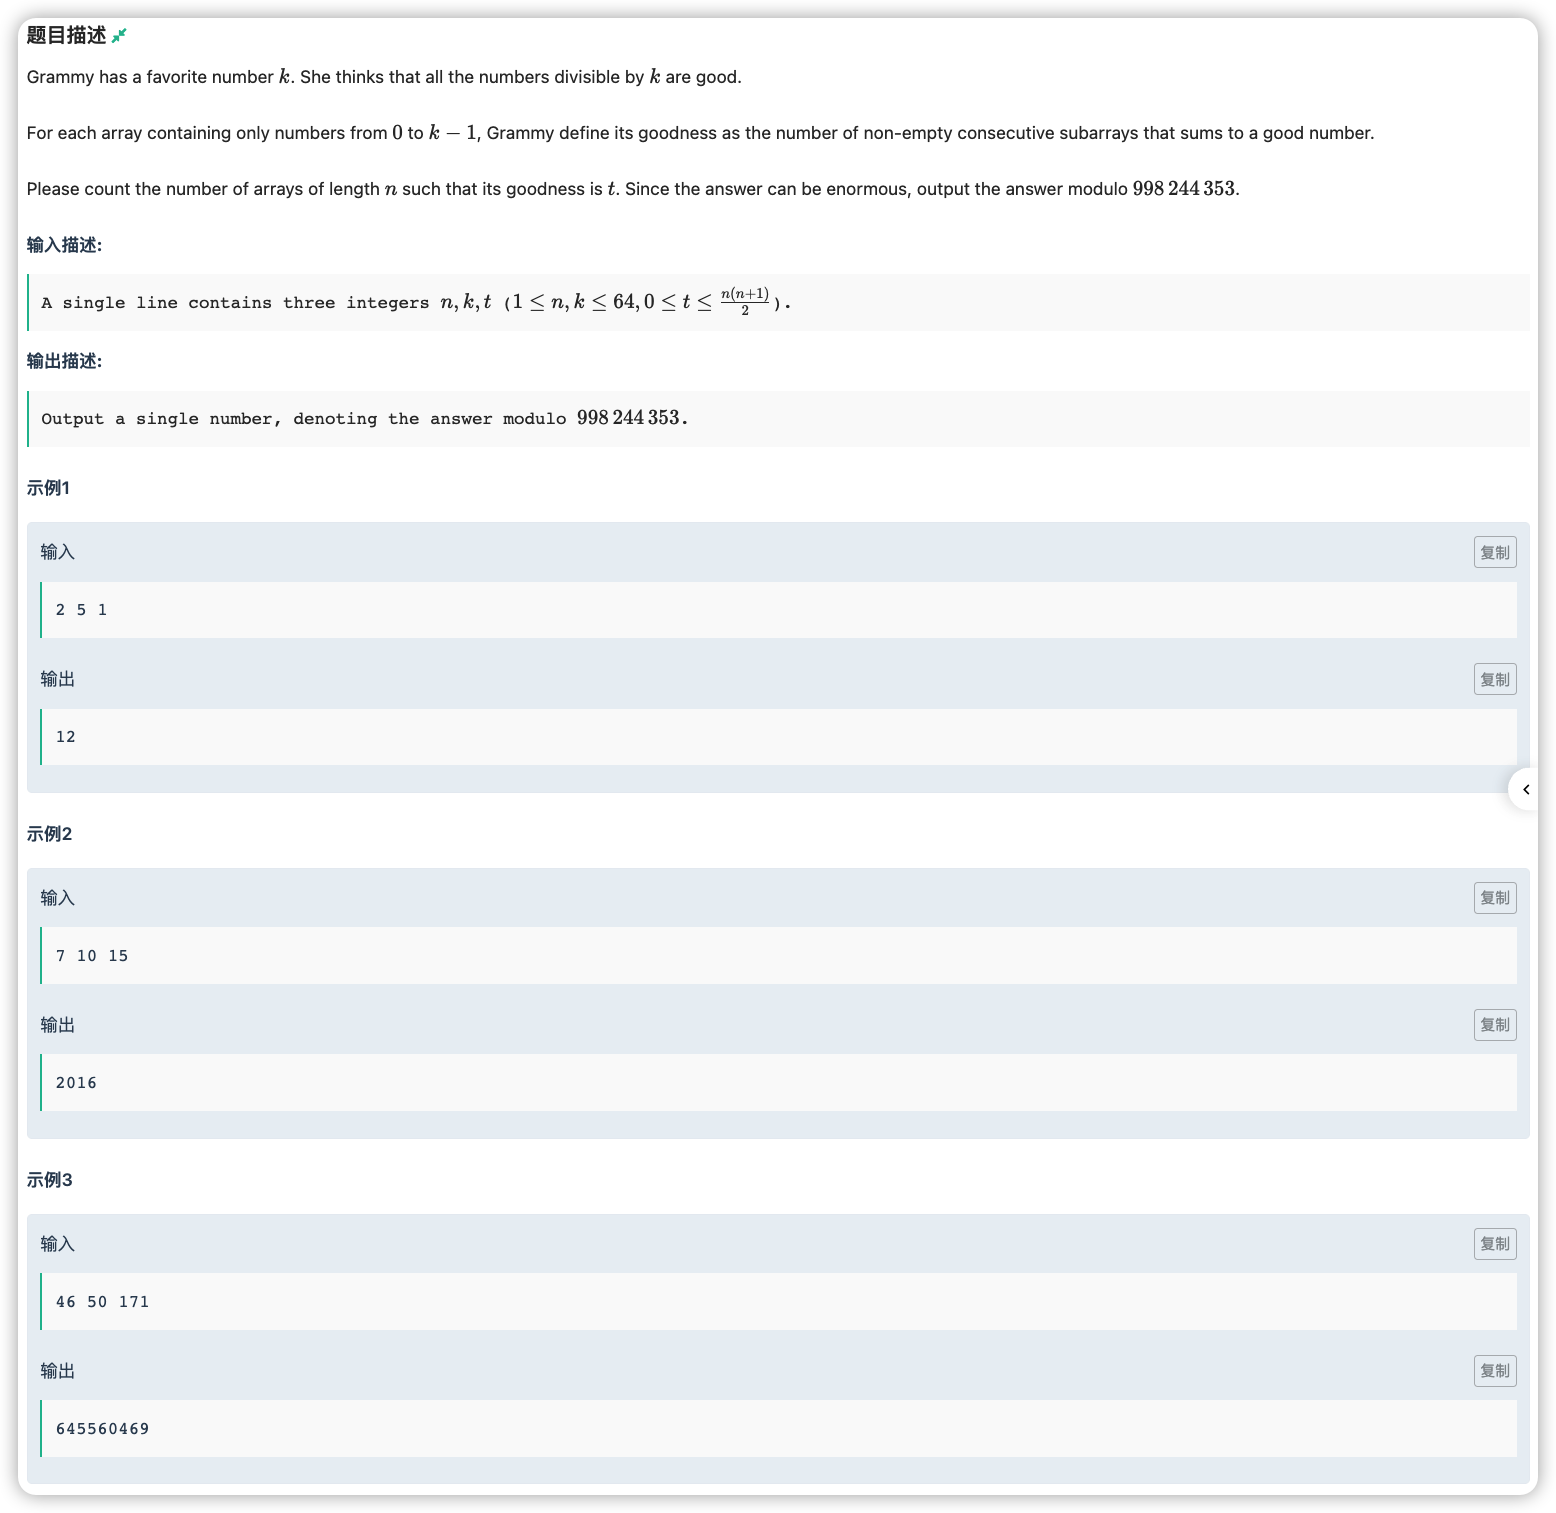 题目描述
Grammy has a favorite number k. She thinks that all the numbers divisible by k are good.
For each array containing only numbers from 0 to k − 1, Grammy define its goodness as the number of non-empty consecutive subarrays that sums to a good number.
Please count the number of arrays of length n such that its goodness is t. Since the answer can be enormous, output the answer modulo 998 244 353.
输入描述:
A single line contains three integers n, k, t (1 ≤ n, k ≤ 64, 0 ≤ t ≤ n(n+1)/2).
输出描述:
Output a single number, denoting the answer modulo 998 244 353.
示例1
输入
复制
2 5 1
输出
复制
12
示例2
输入
复制
7 10 15
输出
复制
2016
示例3
输入
复制
46 50 171
输出
复制
645560469